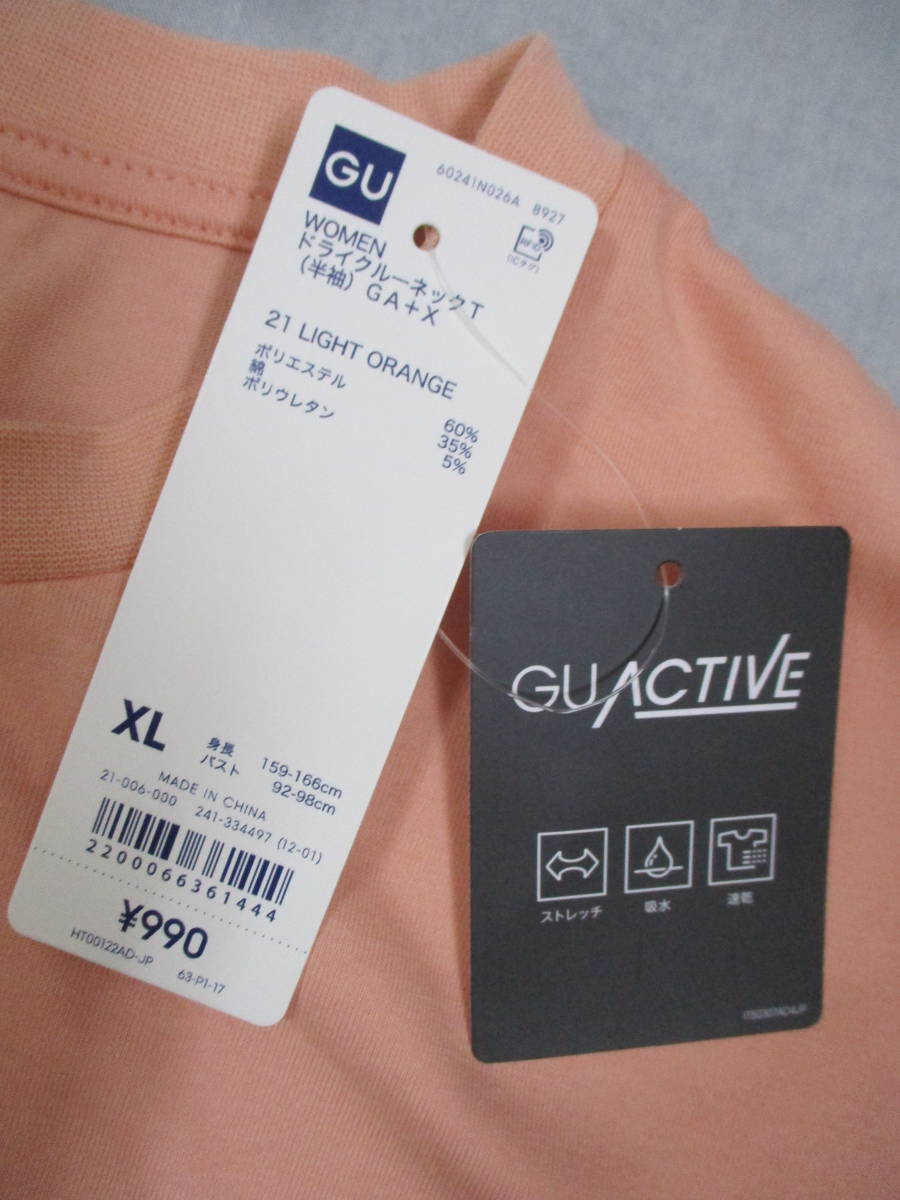 GU
60241N026A 8927
RFID
(ICタグ)
WOMEN
ドライクルーネックT
(半袖) GA+X
21 LIGHT ORANGE
ポリエステル 60%
綿 35%
ポリウレタン 5%
XL
身長 159-166cm
バスト 92-98cm
MADE IN CHINA
21-006-000 241-334497 (12-01)
2200066361444
¥990
HT00122AD-JP 63-P1-17
GU ACTIVE
ストレッチ
吸水
速乾